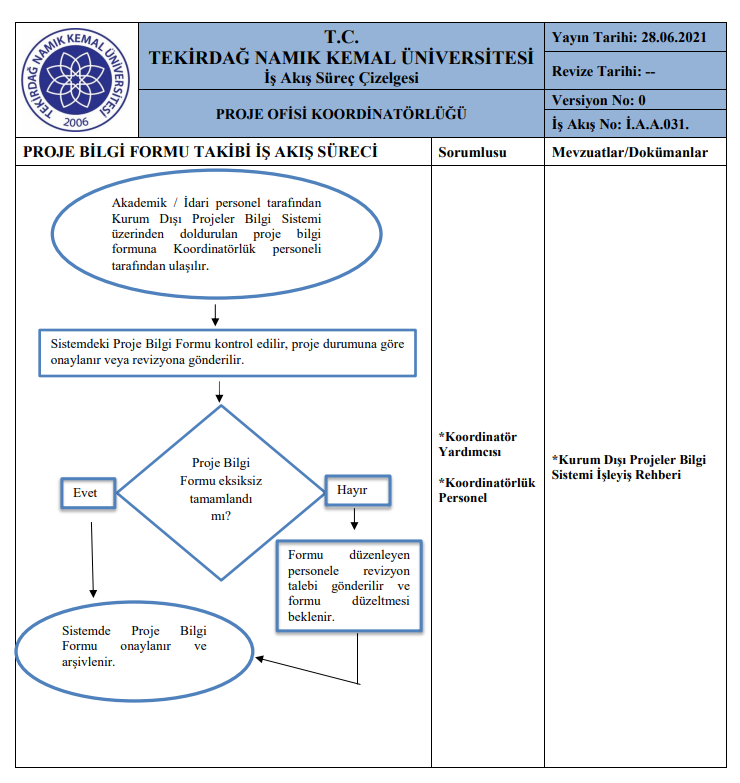 TEKİRDAĞ NAMIK KEMAL ÜNİVERSİTESİ
2006
T.C.
TEKİRDAĞ NAMIK KEMAL ÜNİVERSİTESİ
İş Akış Süreç Çizelgesi
PROJE OFİSİ KOORDİNATÖRLÜĞÜ
Yayın Tarihi: 28.06.2021
Revize Tarihi: --
Versiyon No: 0
İş Akış No: İ.A.A.031.
PROJE BİLGİ FORMU TAKİBİ İŞ AKIŞ SÜRECİ
Sorumlusu
Mevzuatlar/Dokümanlar
Akademik / İdari personel tarafından
Kurum Dışı Projeler Bilgi Sistemi
üzerinden doldurulan proje bilgi
formuna Koordinatörlük personeli
tarafından ulaşılır.
Sistemdeki Proje Bilgi Formu kontrol edilir, proje durumuna göre
onaylanır veya revizyona gönderilir.
Proje Bilgi
Formu eksiksiz
tamamlandı
mı?
Evet
Hayır
Formu düzenleyen
personele revizyon
talebi gönderilir ve
formu düzeltmesi
beklenir.
Sistemde Proje Bilgi
Formu onaylanır ve
arşivlenir.
*Koordinatör
Yardımcısı
*Koordinatörlük
Personel
*Kurum Dışı Projeler Bilgi
Sistemi İşleyiş Rehberi